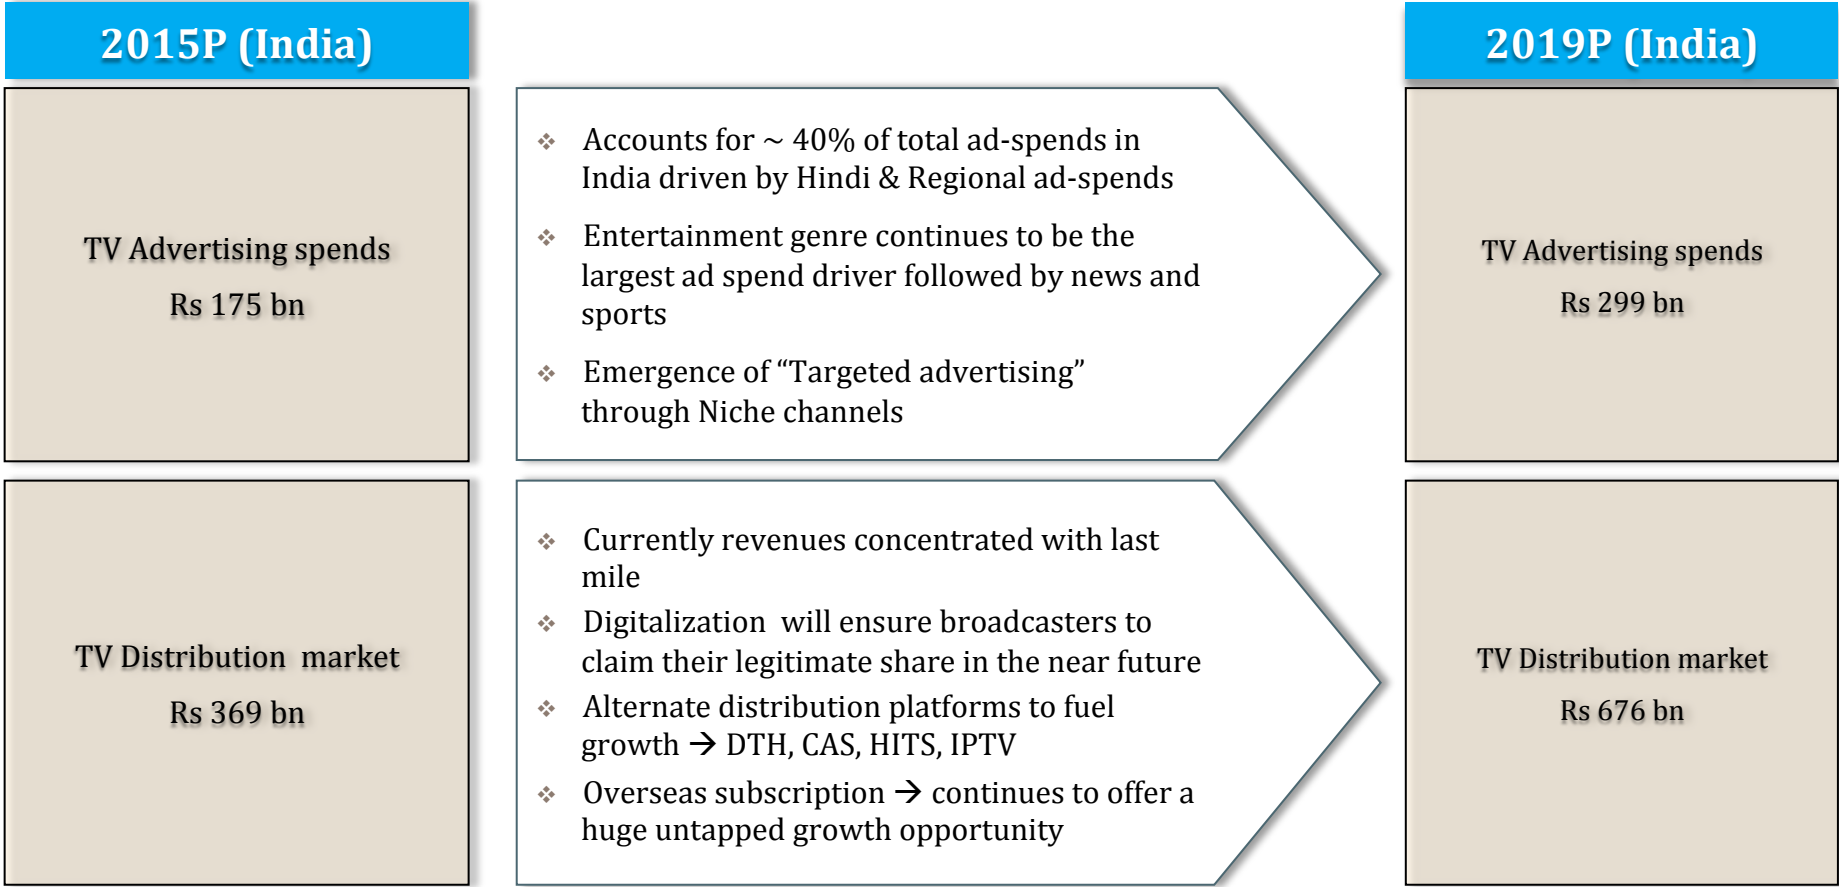 2015P (India)
2019P (India)
TV Advertising spends
Rs 175 bn
❖ Accounts for ~ 40% of total ad-spends in
India driven by Hindi & Regional ad-spends
❖ Entertainment genre continues to be the
largest ad spend driver followed by news and
sports
❖ Emergence of “Targeted advertising”
through Niche channels
TV Advertising spends
Rs 299 bn
TV Distribution  market
Rs 369 bn
❖ Currently revenues concentrated with last
mile
❖ Digitalization  will ensure broadcasters to
claim their legitimate share in the near future
❖ Alternate distribution platforms to fuel
growth → DTH, CAS, HITS, IPTV
❖ Overseas subscription → continues to offer a
huge untapped growth opportunity
TV Distribution market
Rs 676 bn